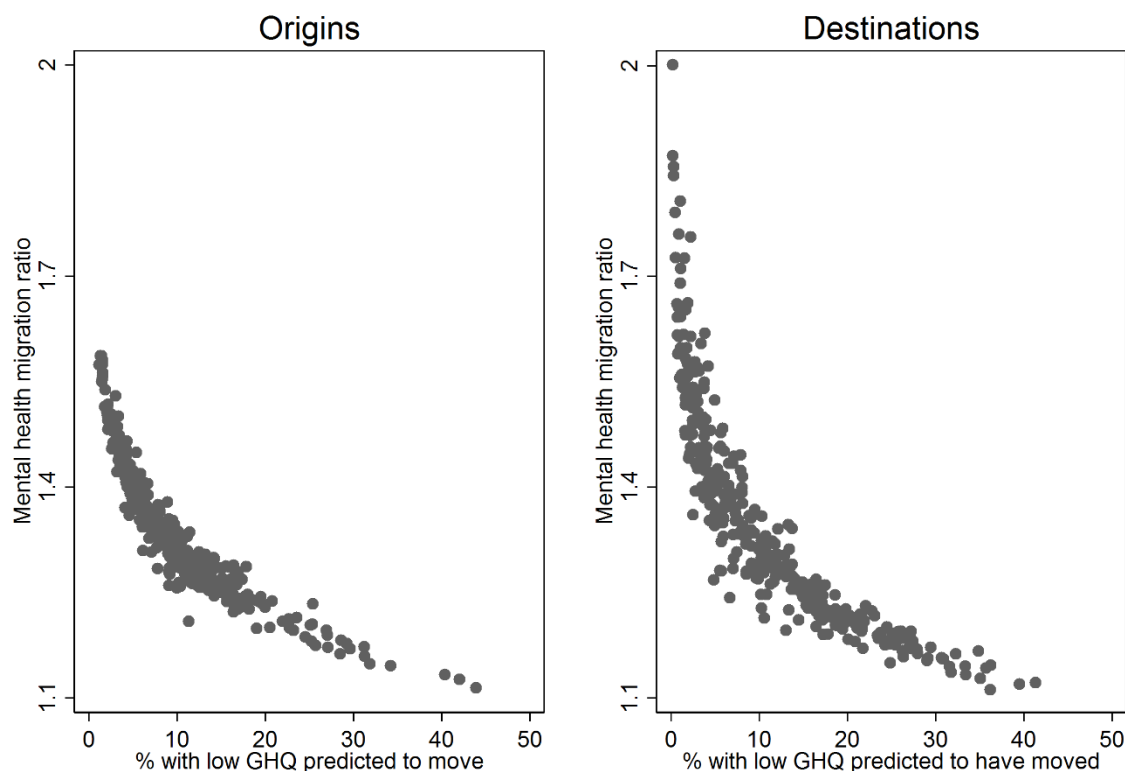 Origins
Mental health migration ratio
2
1.7
1.4
1.1
0 10 20 30 40 50
% with low GHQ predicted to move
Destinations
Mental health migration ratio
2
1.7
1.4
1.1
0 10 20 30 40 50
% with low GHQ predicted to have moved